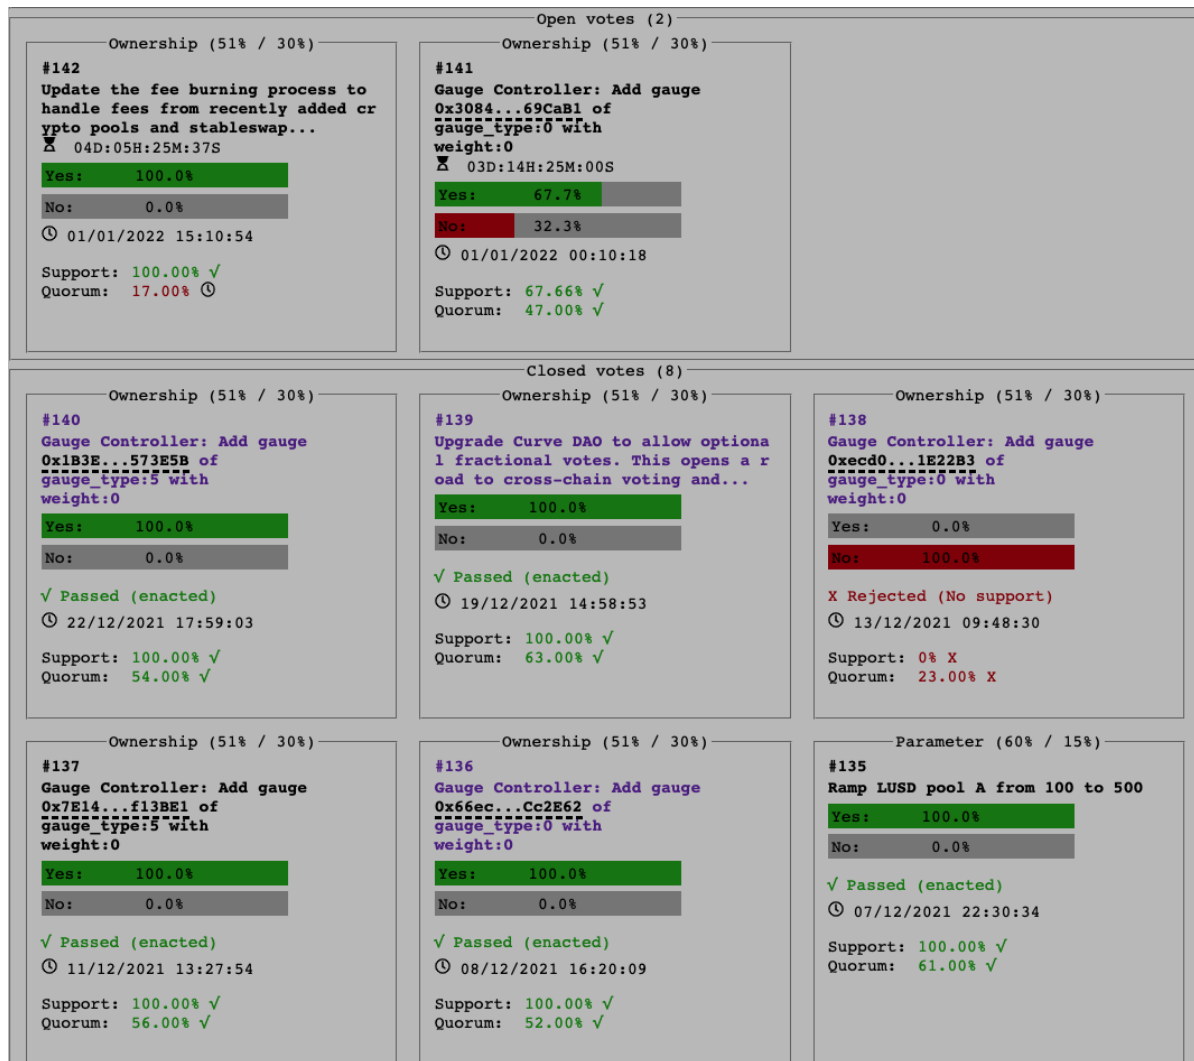 Open votes (2)
Ownership (51% / 30%)
#142
Update the fee burning process to
handle fees from recently added cr
ypto pools and stableswap...
04D:05H:25M:37S
Yes: 100.0%
No: 0.0%
01/01/2022 15:10:54
Support: 100.00% √
Quorum: 17.00%
Ownership (51% / 30%)
#141
Gauge Controller: Add gauge
0x3084...69CaB1 of
gauge_type:0 with
weight:0
03D:14H:25M:00S
Yes: 67.7%
No: 32.3%
01/01/2022 00:10:18
Support: 67.66% √
Quorum: 47.00% √
Closed votes (8)
Ownership (51% / 30%)
#140
Gauge Controller: Add gauge
0x1B3E...573E5B of
gauge_type:5 with
weight:0
Yes: 100.0%
No: 0.0%
√ Passed (enacted)
22/12/2021 17:59:03
Support: 100.00% √
Quorum: 54.00% √
Ownership (51% / 30%)
#139
Upgrade Curve DAO to allow optiona
l fractional votes. This opens a r
oad to cross-chain voting and...
Yes: 100.0%
No: 0.0%
√ Passed (enacted)
19/12/2021 14:58:53
Support: 100.00% √
Quorum: 63.00% √
Ownership (51% / 30%)
#138
Gauge Controller: Add gauge
0xecd0...1E22B3 of
gauge_type:0 with
weight:0
Yes: 0.0%
No: 100.0%
X Rejected (No support)
13/12/2021 09:48:30
Support: 0% X
Quorum: 23.00% X
Ownership (51% / 30%)
#137
Gauge Controller: Add gauge
0x7E14...f13BE1 of
gauge_type:5 with
weight:0
Yes: 100.0%
No: 0.0%
√ Passed (enacted)
11/12/2021 13:27:54
Support: 100.00% √
Quorum: 56.00% √
Ownership (51% / 30%)
#136
Gauge Controller: Add gauge
0x66ec...Cc2E62 of
gauge_type:0 with
weight:0
Yes: 100.0%
No: 0.0%
√ Passed (enacted)
08/12/2021 16:20:09
Support: 100.00% √
Quorum: 52.00% √
Parameter (60% / 15%)
#135
Ramp LUSD pool A from 100 to 500
Yes: 100.0%
No: 0.0%
√ Passed (enacted)
07/12/2021 22:30:34
Support: 100.00% √
Quorum: 61.00% √